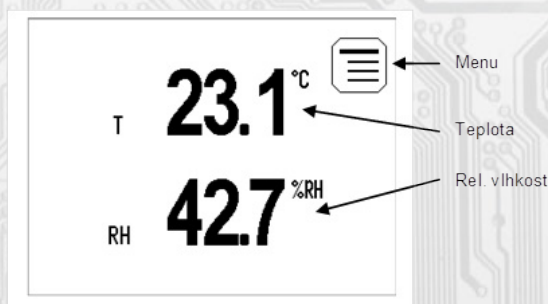 Menu
T 23.1 °C
Teplota
RH 42.7 %RH
Rel. vlhkost